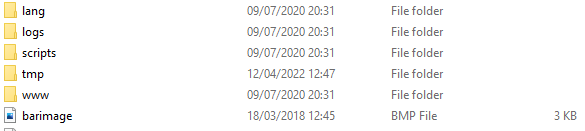 lang 09/07/2020 20:31 File folder
logs 09/07/2020 20:31 File folder
scripts 09/07/2020 20:31 File folder
tmp 12/04/2022 12:47 File folder
www 09/07/2020 20:31 File folder
barimage 18/03/2018 12:45 BMP File 3 KB